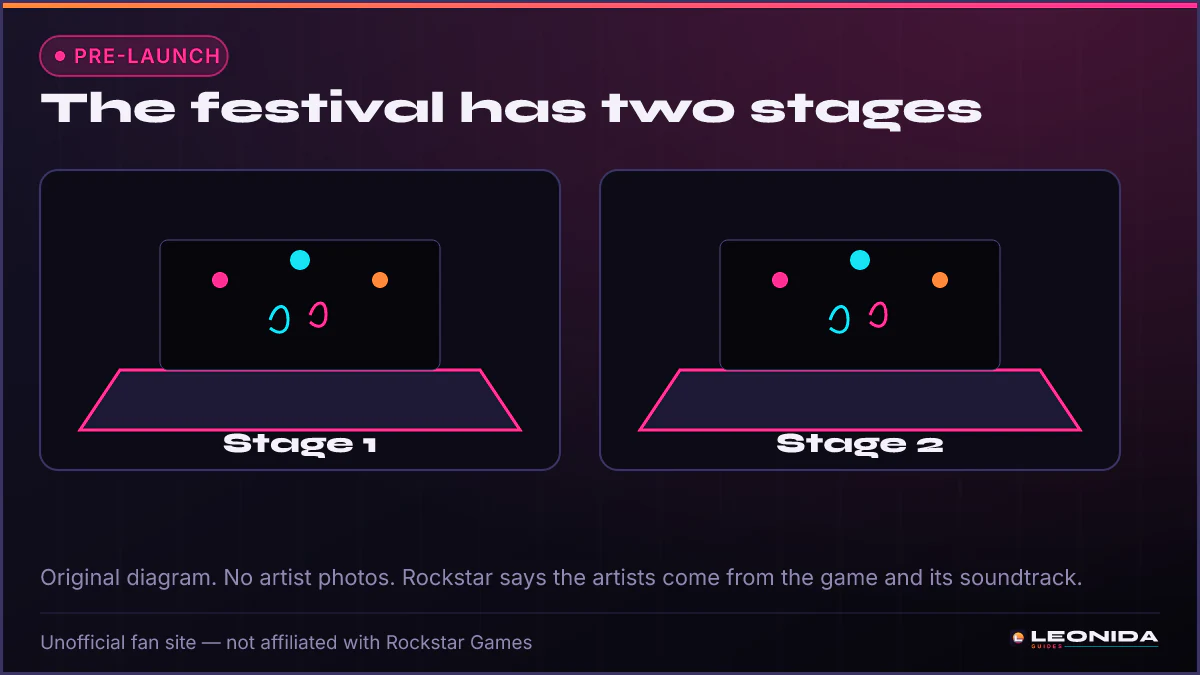 PRE-LAUNCH
The festival has two stages
Stage 1
Stage 2
Original diagram. No artist photos. Rockstar says the artists come from the game and its soundtrack.
Unofficial fan site — not affiliated with Rockstar Games
LEONIDA
GUIDES